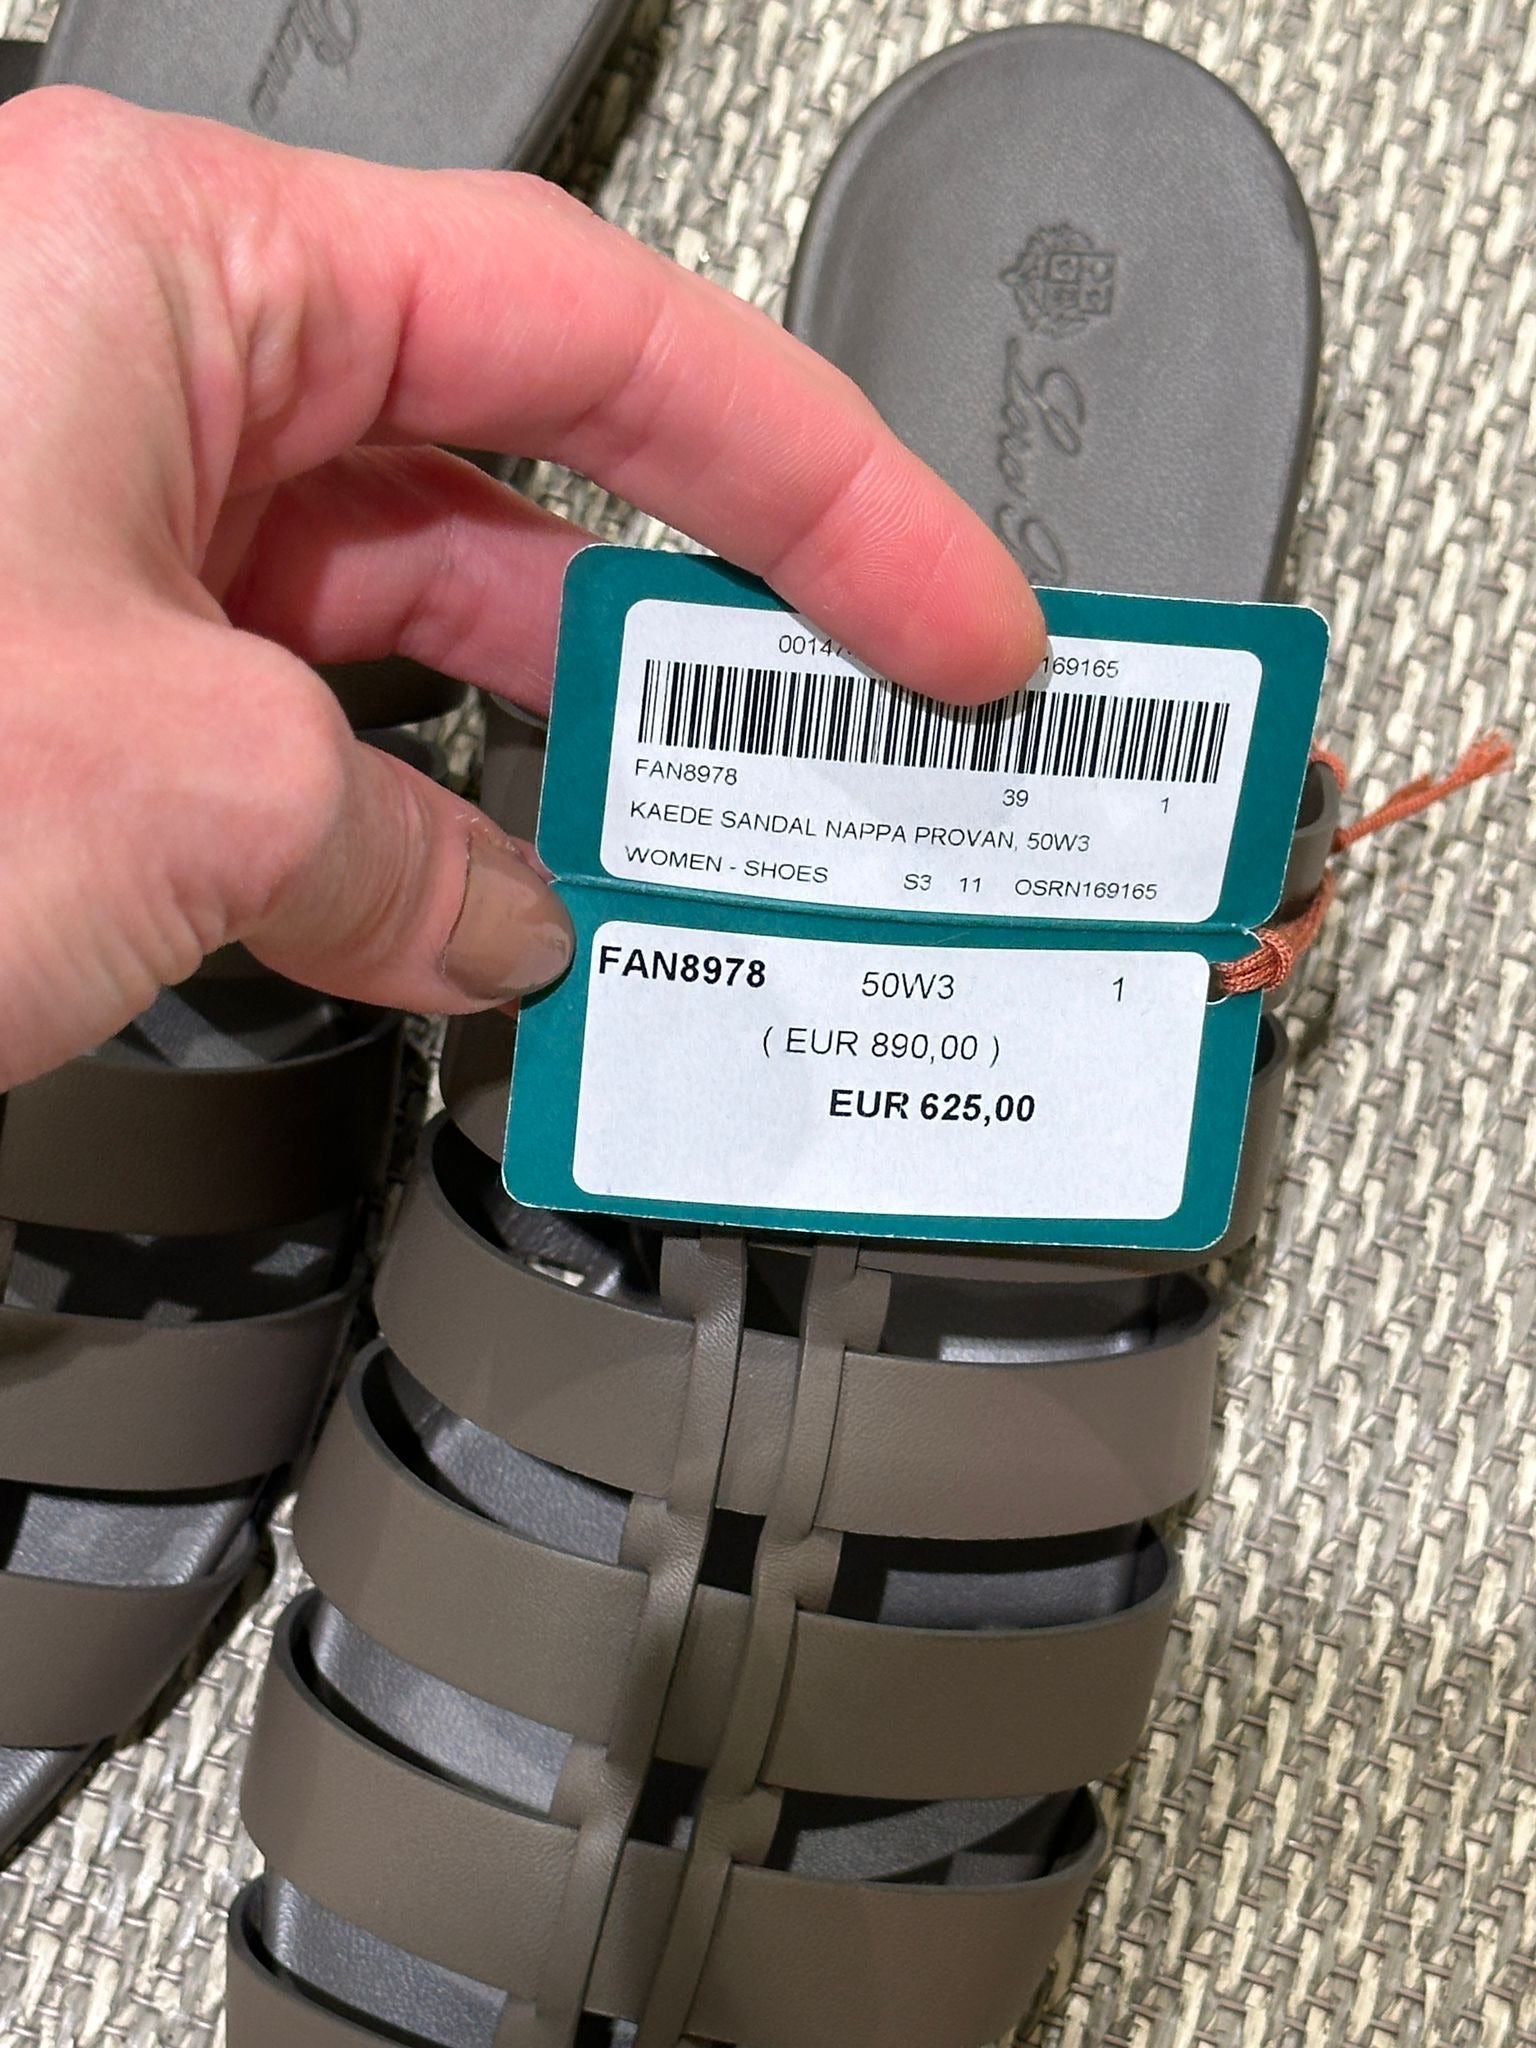 Loro
169165
FAN8978
39 1
KAEDE SANDAL NAPPA PROVAN, 50W3
WOMEN - SHOES S3 11 OSRN169165
FAN8978 50W3 1
( EUR 890,00 )
EUR 625,00